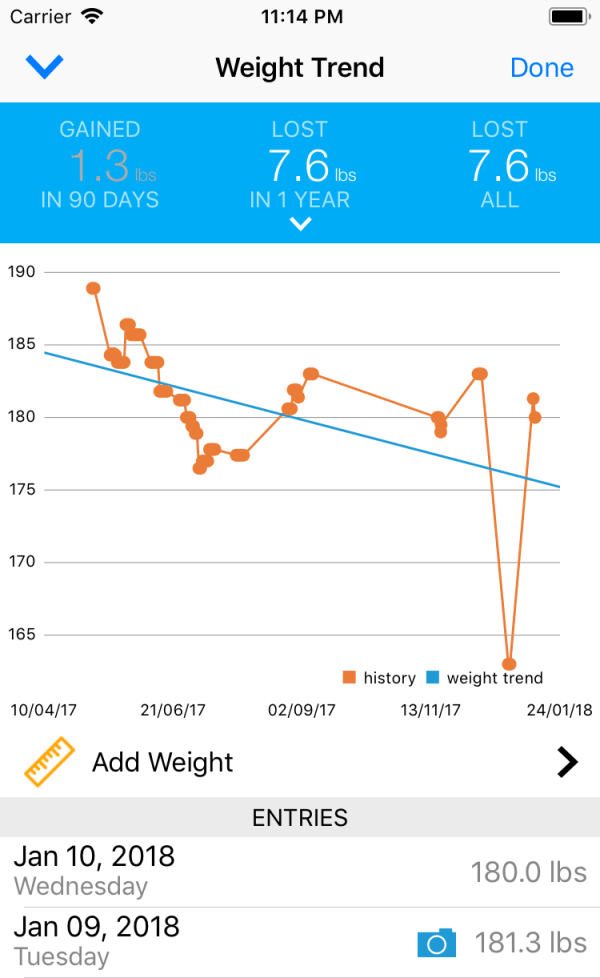 Carrier 11:14 PM
Weight Trend Done
GAINED LOST LOST
1.3 lbs 7.6 lbs 7.6 lbs
IN 90 DAYS IN 1 YEAR ALL
190
185
180
175
170
165
history weight trend
10/04/17 21/06/17 02/09/17 13/11/17 24/01/18
Add Weight
ENTRIES
Jan 10, 2018
Wednesday
180.0 lbs
Jan 09, 2018
Tuesday
181.3 lbs